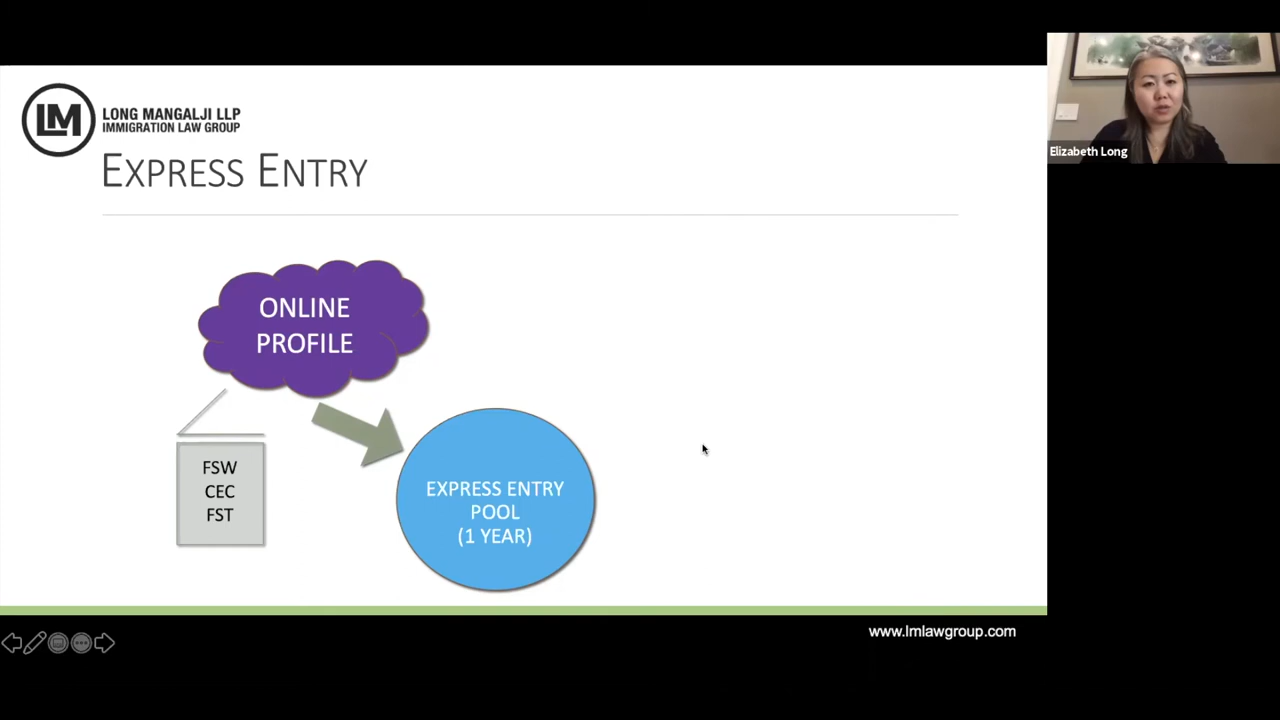 LM
LONG MANGALJI LLP
IMMIGRATION LAW GROUP
EXPRESS ENTRY
ONLINE
PROFILE
FSW
CEC
FST
EXPRESS ENTRY
POOL
(1 YEAR)
Elizabeth Long
www.lmlawgroup.com